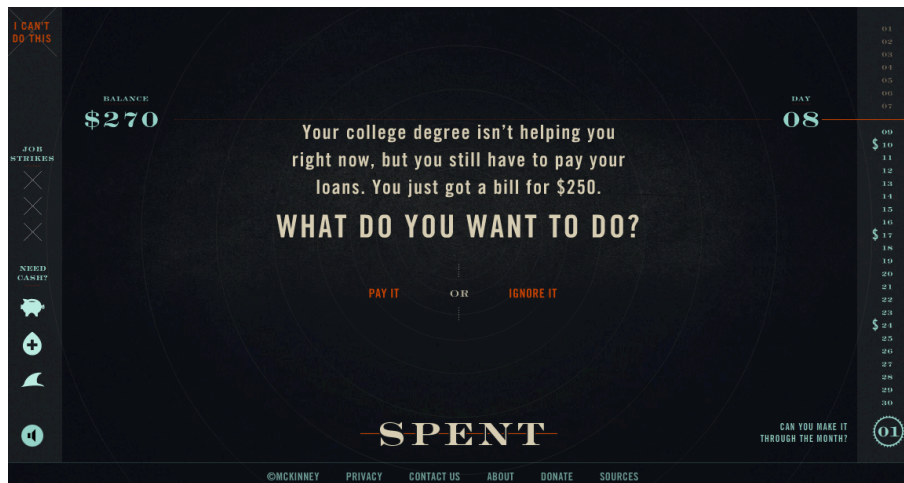 I CAN'T
DO THIS
BALANCE
$270
DAY
08
Your college degree isn't helping you
right now, but you still have to pay your
loans. You just got a bill for $250.
WHAT DO YOU WANT TO DO?
PAY IT
OR
IGNORE IT
JOB
STRIKES
NEED
CASH?
01
02
03
04
05
06
07
09
$ 10
11
12
13
14
15
16
$ 17
18
19
20
21
22
23
$ 24
25
26
27
28
29
30
SPENT
CAN YOU MAKE IT
THROUGH THE MONTH?
01
©MCKINNEY PRIVACY CONTACT US ABOUT DONATE SOURCES